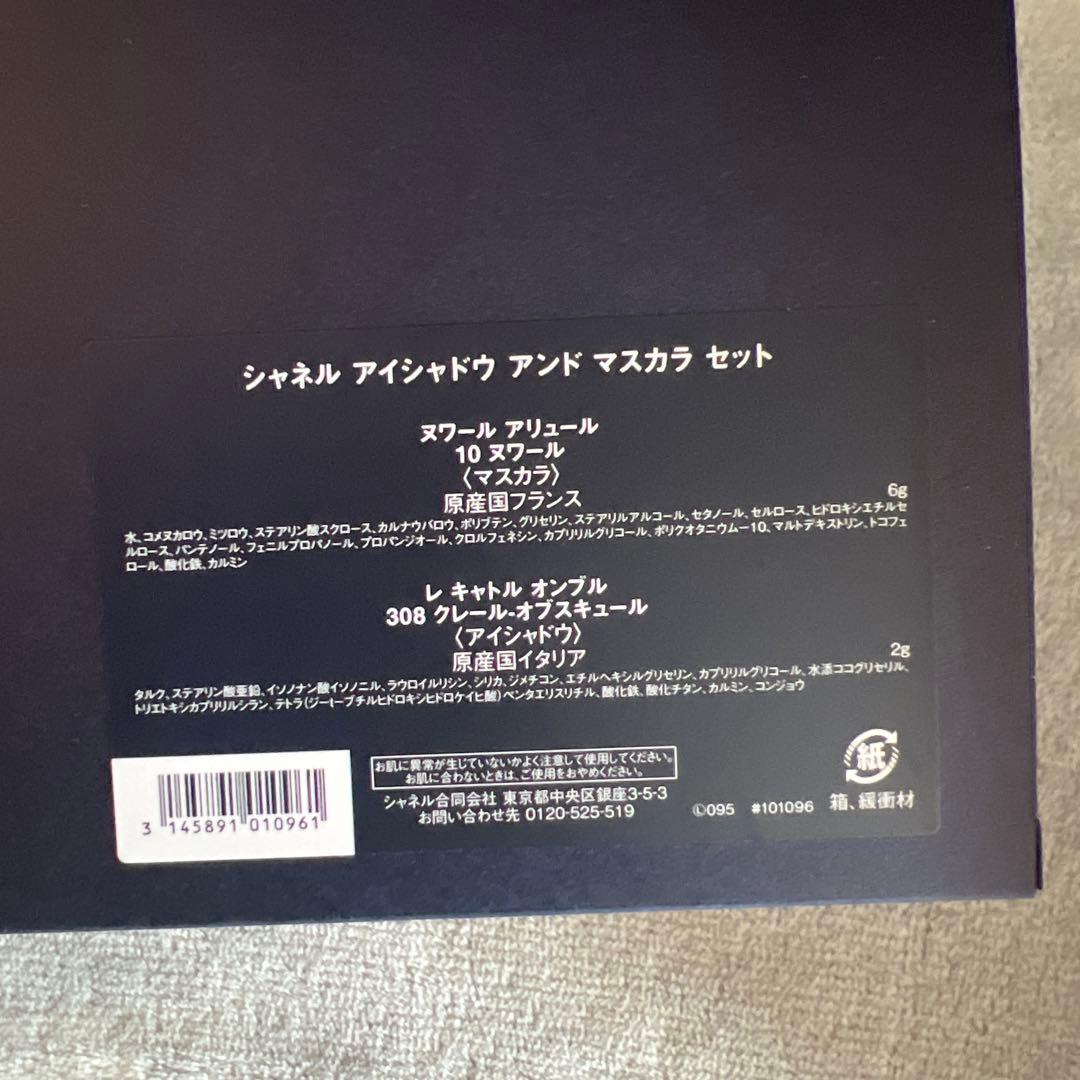 シャネル アイシャドウ アンド マスカラ セット
ヌワール アリュール
10 ヌワール
〈マスカラ〉
原産国フランス
6g
水、コメヌカロウ、ミツロウ、ステアリン酸スクロース、カルナウバロウ、ポリブテン、グリセリン、ステアリルアルコール、セタノール、セルロース、ヒドロキシエチルセ
ルロース、パンテノール、フェニルプロパノール、プロパンジオール、クロルフェネシン、カプリリルグリコール、ポリクオタニウムー10、マルトデキストリン、トコフェ
ロール、酸化鉄、カルミン
レ キャトル オンブル
308 クレール-オブスキュール
〈アイシャドウ〉
原産国イタリア
2g
タルク、ステアリン酸亜鉛、イソノナン酸イソノニル、ラウロイルリシン、シリカ、ジメチコン、エチルヘキシルグリセリン、カプリリルグリコール、水添ココグリセリル、
トリエトキシカプリリルシラン、テトラ(ジーtーブチルヒドロキシヒドロケイヒ酸)ペンタエリスリチル、酸化鉄、酸化チタン、カルミン、コンジョウ
お肌に異常が生じていないかよく注意して使用してください。
お肌に合わないときは、ご使用をおやめください。
シャネル合同会社 東京都中央区銀座3-5-3
お問い合わせ先 0120-525-519
3 145891 010961
Ⓛ095 #101096
紙
箱、緩衝材